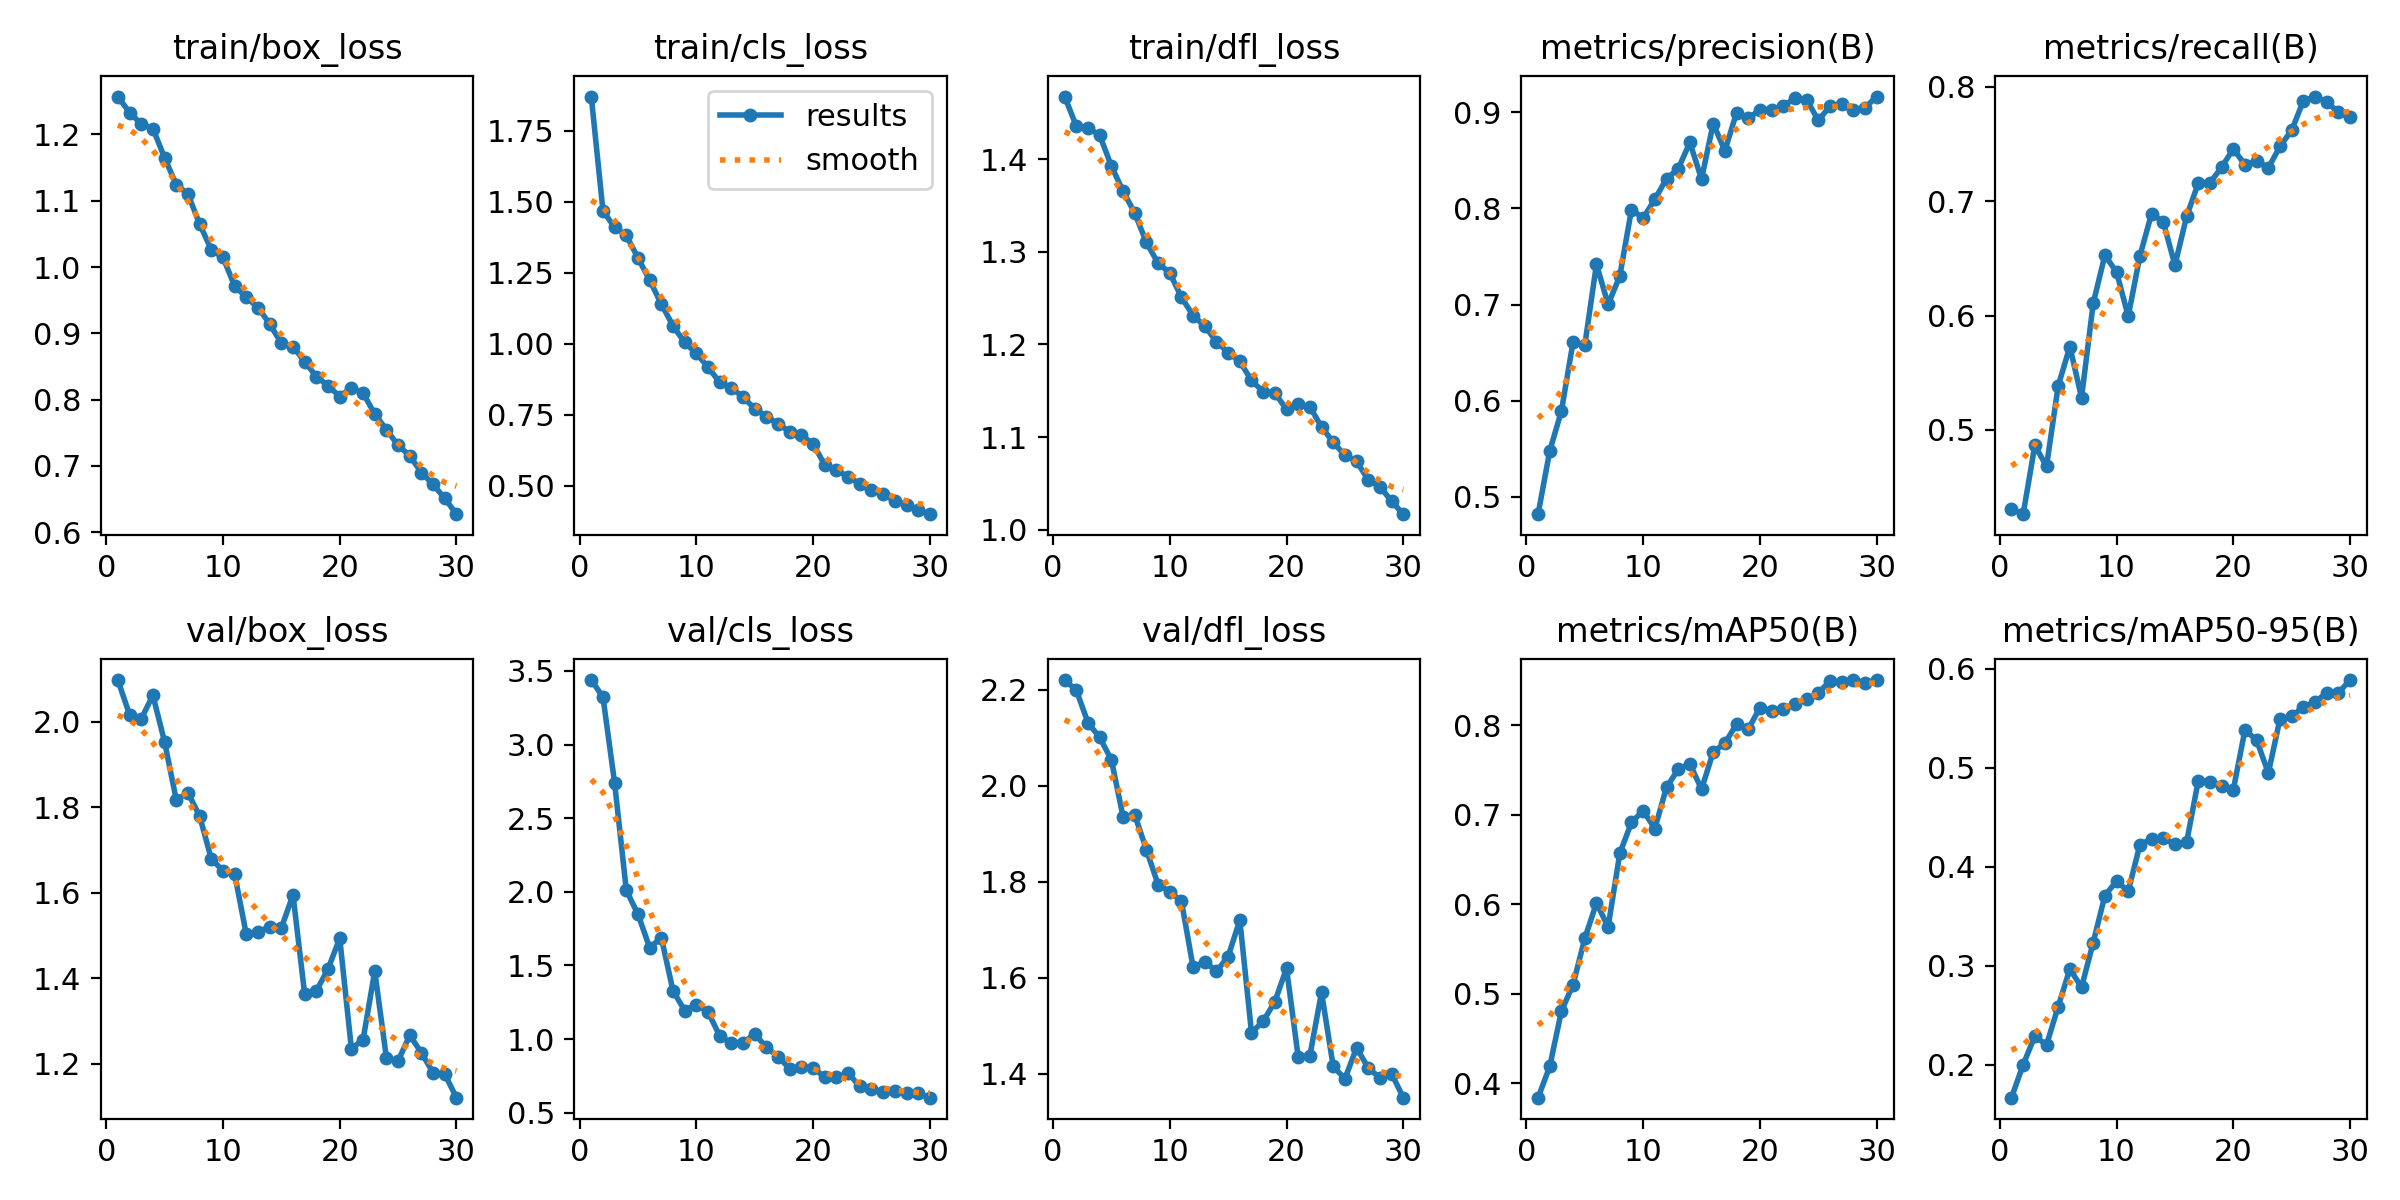 train/box_loss
1.2
1.1
1.0
0.9
0.8
0.7
0.6
0 10 20 30
train/cls_loss
results
smooth
1.75
1.50
1.25
1.00
0.75
0.50
0 10 20 30
train/dfl_loss
1.4
1.3
1.2
1.1
1.0
0 10 20 30
metrics/precision(B)
0.9
0.8
0.7
0.6
0.5
0 10 20 30
metrics/recall(B)
0.8
0.7
0.6
0.5
0 10 20 30
val/box_loss
2.0
1.8
1.6
1.4
1.2
0 10 20 30
val/cls_loss
3.5
3.0
2.5
2.0
1.5
1.0
0.5
0 10 20 30
val/dfl_loss
2.2
2.0
1.8
1.6
1.4
0 10 20 30
metrics/mAP50(B)
0.8
0.7
0.6
0.5
0.4
0 10 20 30
metrics/mAP50-95(B)
0.6
0.5
0.4
0.3
0.2
0 10 20 30